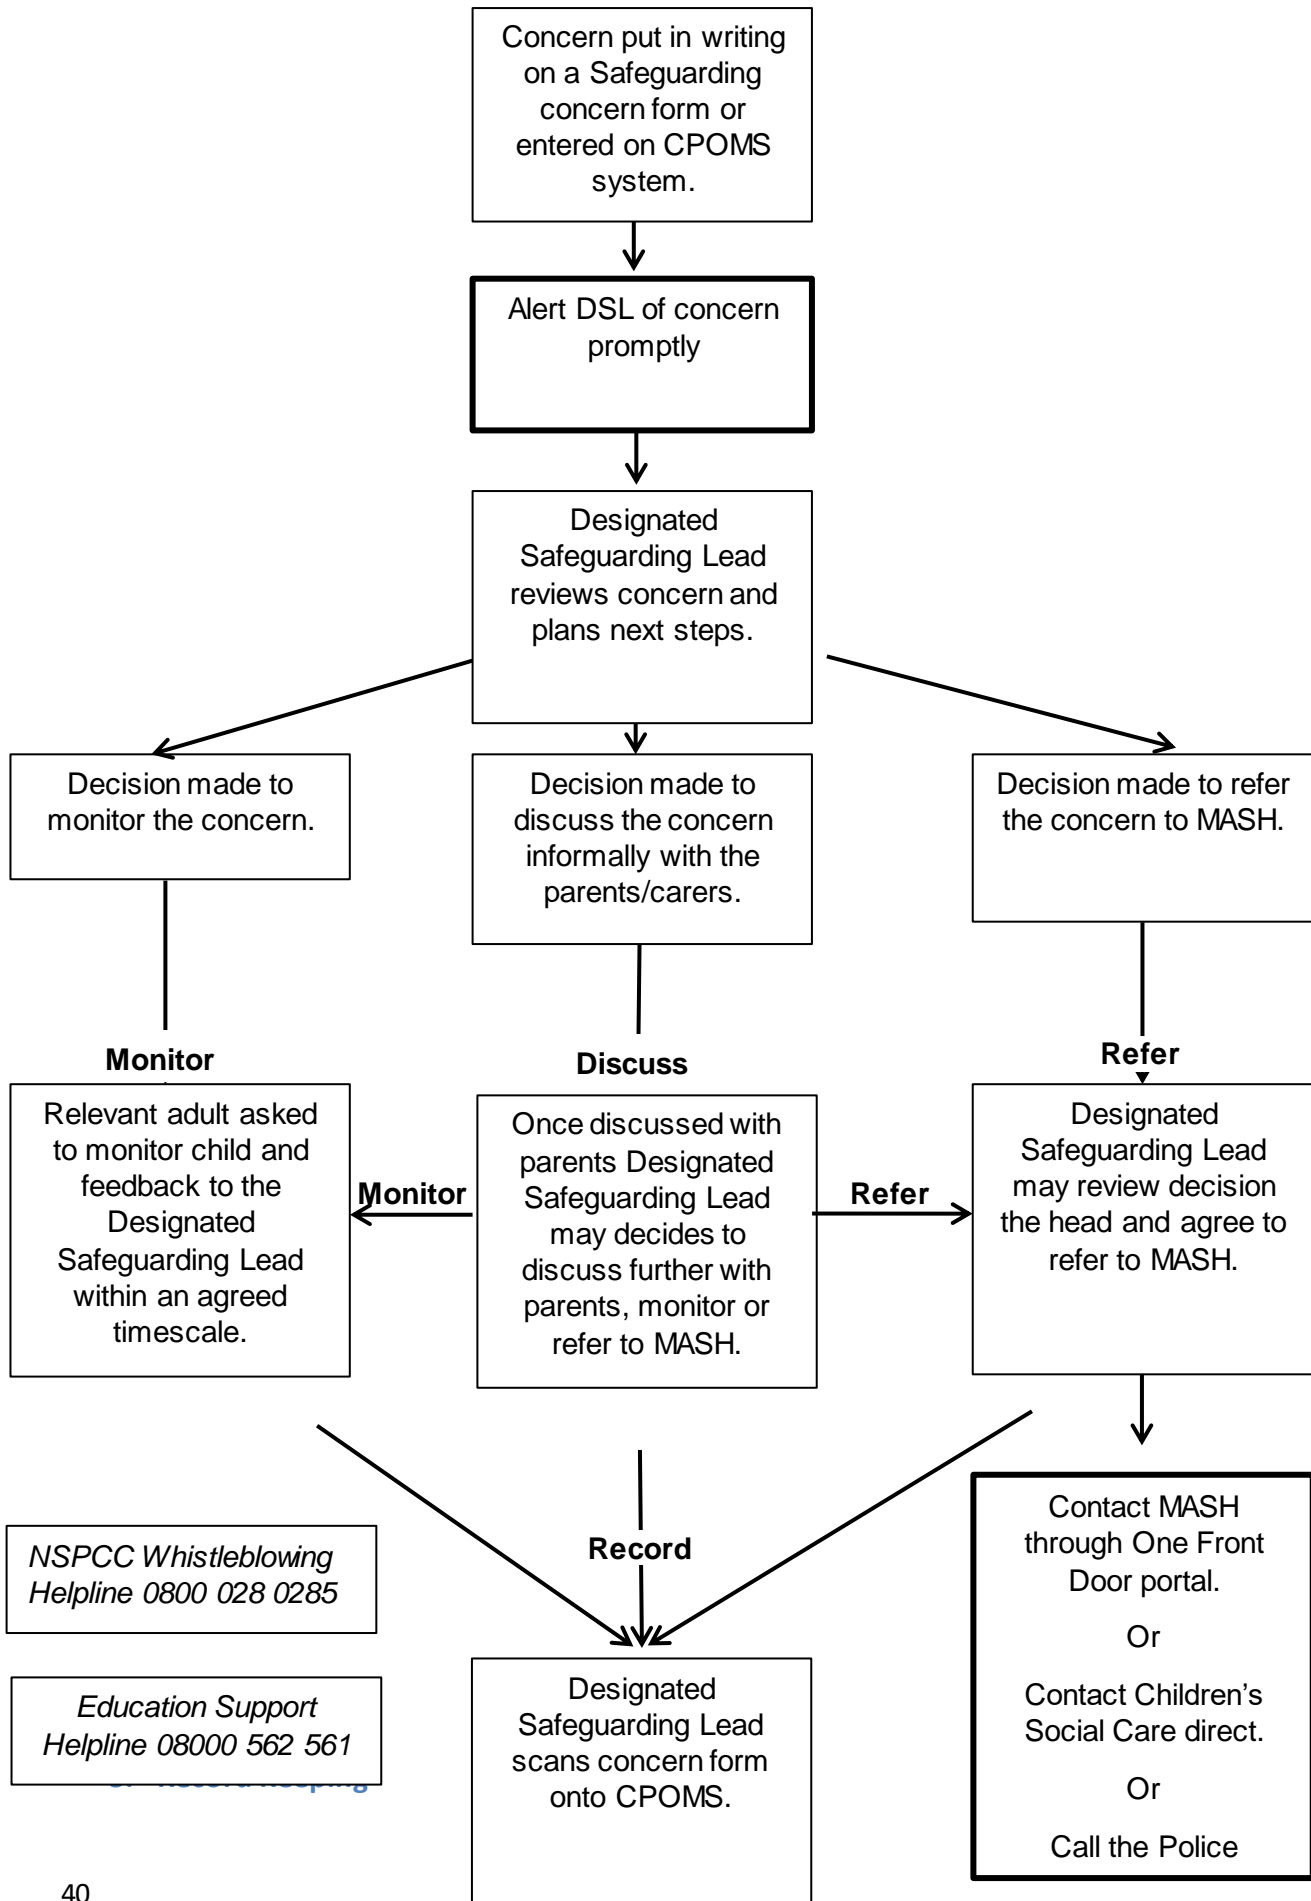 Concern put in writing
on a Safeguarding
concern form or
entered on CPOMS
system.
Alert DSL of concern
promptly
Designated
Safeguarding Lead
reviews concern and
plans next steps.
Decision made to
monitor the concern.
Decision made to
discuss the concern
informally with the
parents/carers.
Decision made to refer
the concern to MASH.
Monitor
Discuss
Refer
Relevant adult asked
to monitor child and
feedback to the
Designated
Safeguarding Lead
within an agreed
timescale.
Monitor
Once discussed with
parents Designated
Safeguarding Lead
may decides to
discuss further with
parents, monitor or
refer to MASH.
Refer
Designated
Safeguarding Lead
may review decision
the head and agree to
refer to MASH.
Record
NSPCC Whistleblowing
Helpline 0800 028 0285
Education Support
Helpline 08000 562 561
Designated
Safeguarding Lead
scans concern form
onto CPOMS.
Contact MASH
through One Front
Door portal.
Or
Contact Children’s
Social Care direct.
Or
Call the Police
40